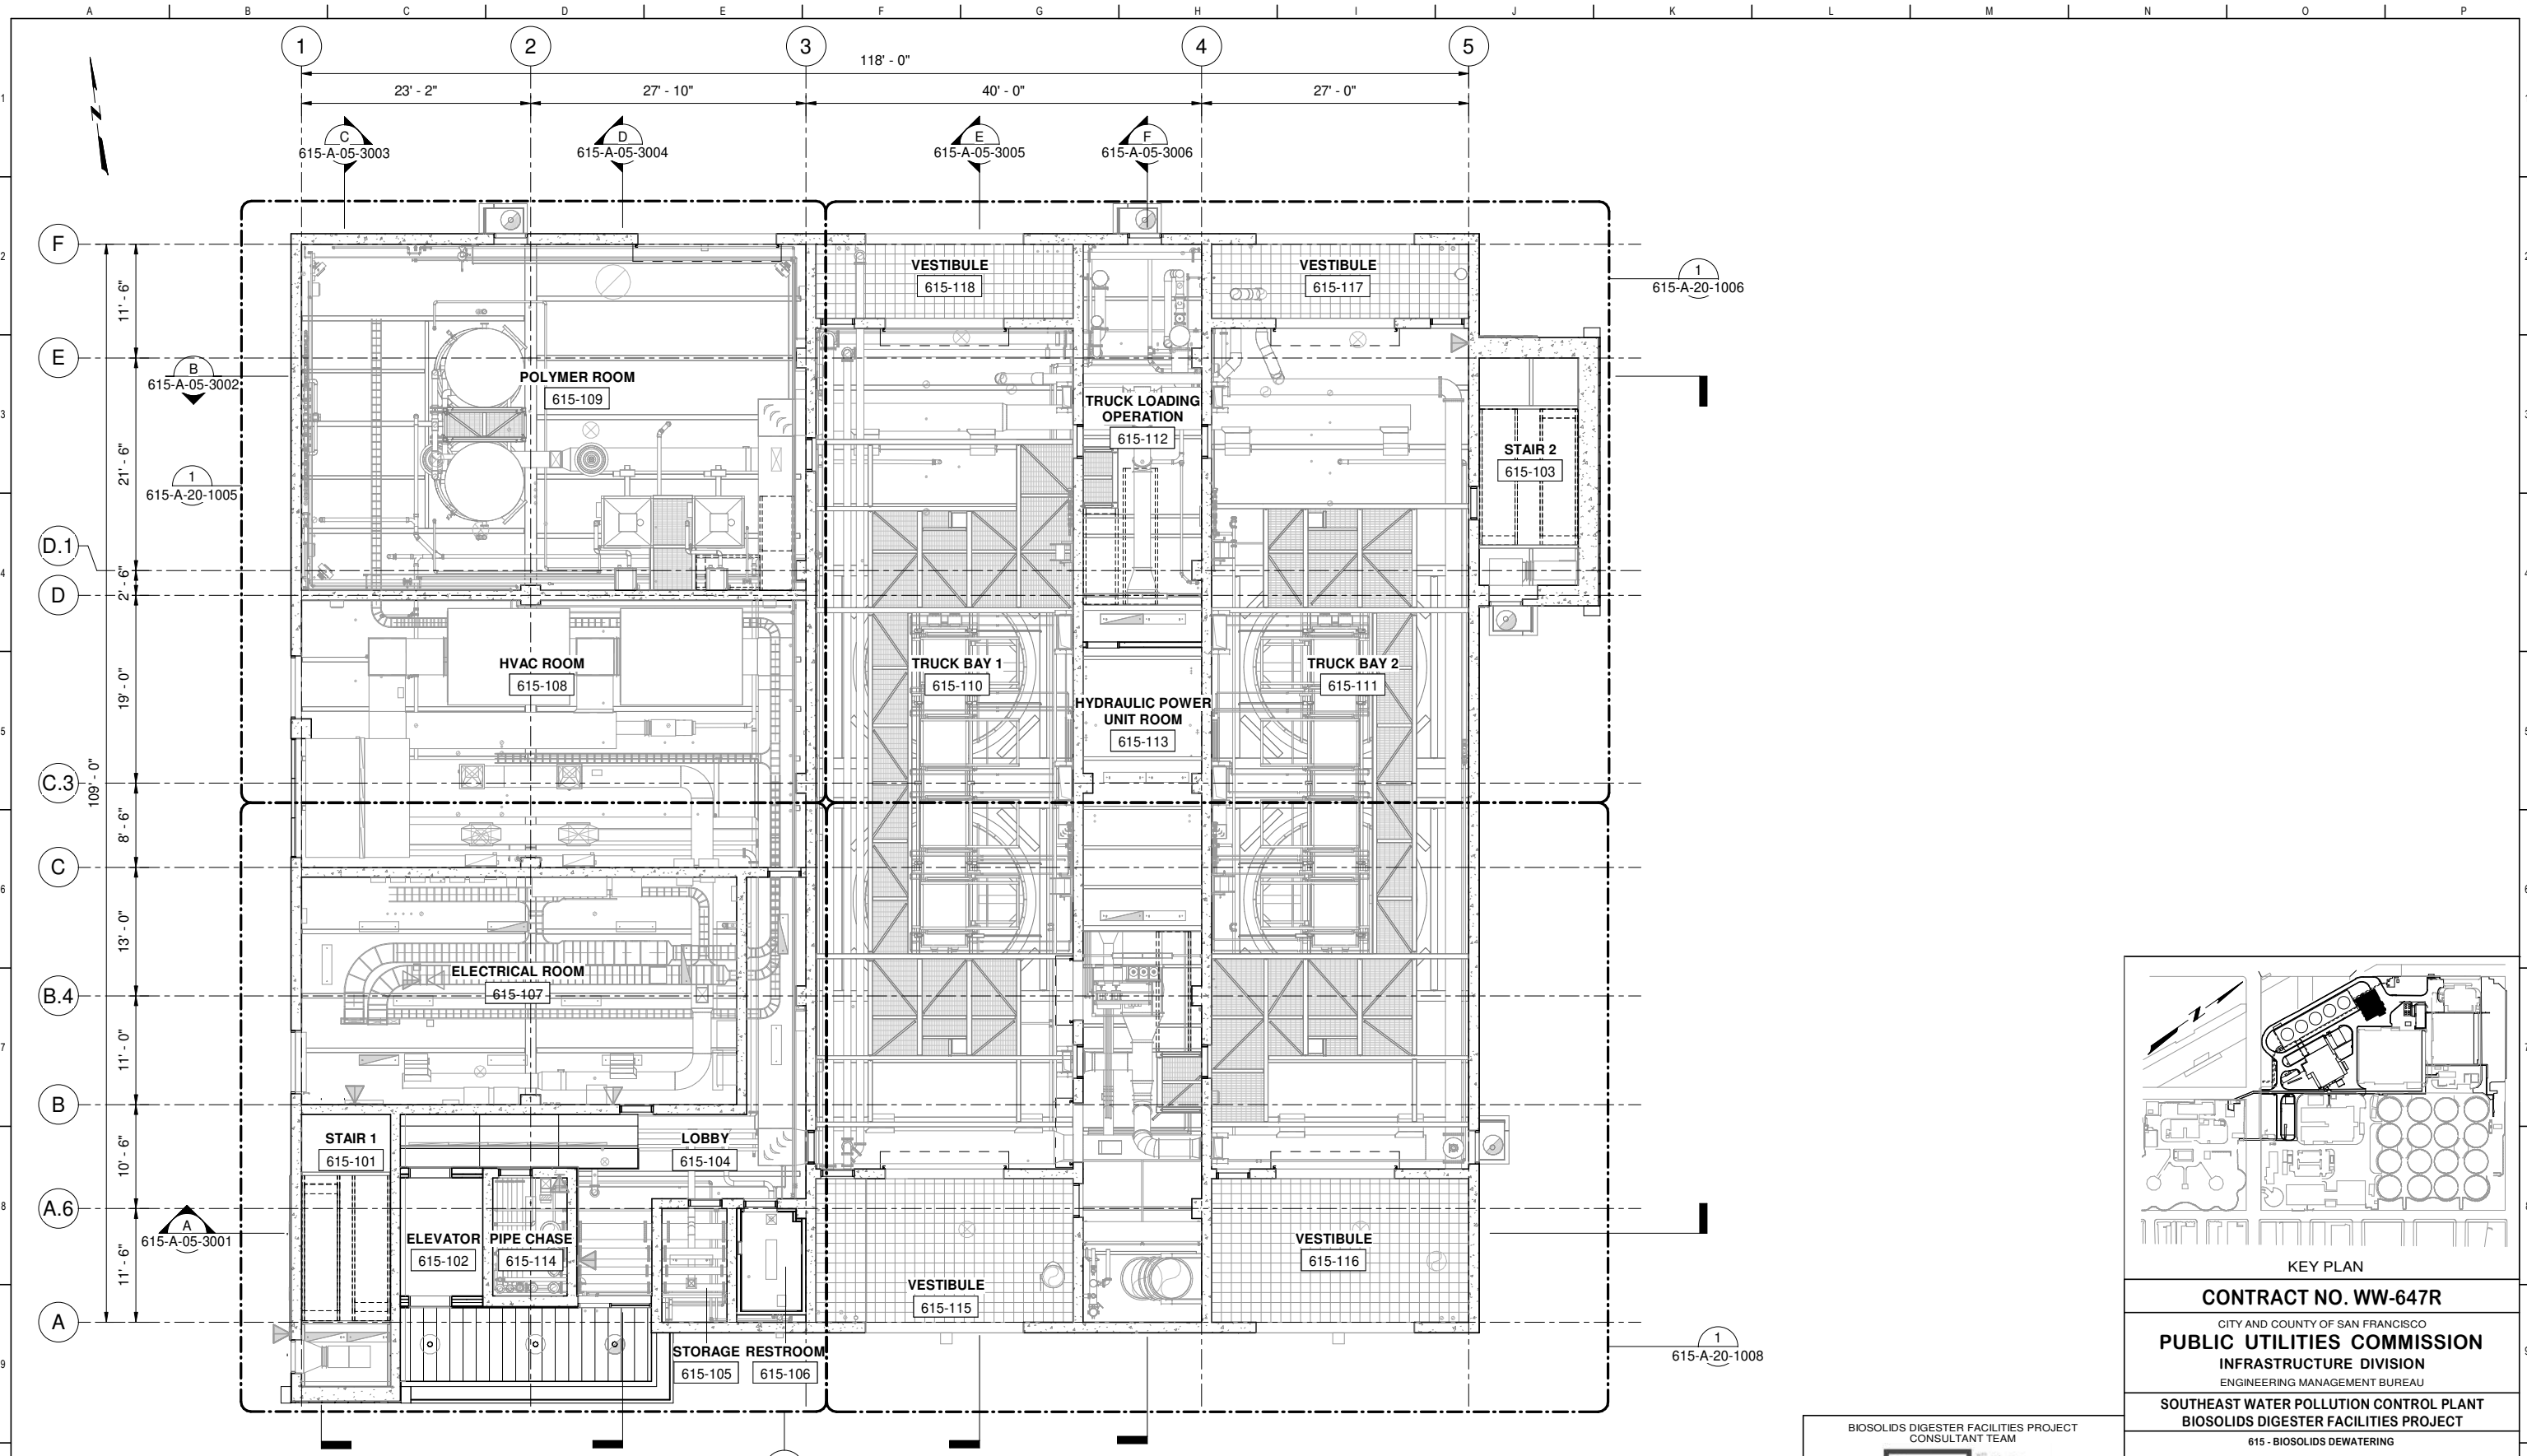 A B C D E F G H I J K L M N O P
1 2 3 4 5
118' - 0"
23' - 2" 27' - 10" 40' - 0" 27' - 0"
N
1
C D E F
615-A-05-3003 615-A-05-3004 615-A-05-3005 615-A-05-3006
F
2
VESTIBULE VESTIBULE
615-118 615-117
1
615-A-20-1006
11' - 6"
E
B
615-A-05-3002
POLYMER ROOM
615-109
3
TRUCK LOADING
OPERATION
615-112
STAIR 2
615-103
21' - 6"
1
615-A-20-1005
D.1
4
2' - 6"
D
HVAC ROOM
615-108
TRUCK BAY 1
615-110
TRUCK BAY 2
615-111
19' - 0"
HYDRAULIC POWER
UNIT ROOM
615-113
5
C.3
109' - 0"
8' - 6"
C
6
13' - 0"
ELECTRICAL ROOM
615-107
B.4
7
11' - 0"
B
STAIR 1
615-101
LOBBY
615-104
10' - 6"
A.6
8
A
615-A-05-3001
ELEVATOR PIPE CHASE
615-102 615-114
VESTIBULE
615-116
11' - 6"
VESTIBULE
615-115
A
STORAGE RESTROOM
615-105 615-106
1
615-A-20-1008
9
N
KEY PLAN
CONTRACT NO. WW-647R
CITY AND COUNTY OF SAN FRANCISCO
PUBLIC UTILITIES COMMISSION
INFRASTRUCTURE DIVISION
ENGINEERING MANAGEMENT BUREAU
SOUTHEAST WATER POLLUTION CONTROL PLANT
BIOSOLIDS DIGESTER FACILITIES PROJECT
615 - BIOSOLIDS DEWATERING
BIOSOLIDS DIGESTER FACILITIES PROJECT
CONSULTANT TEAM